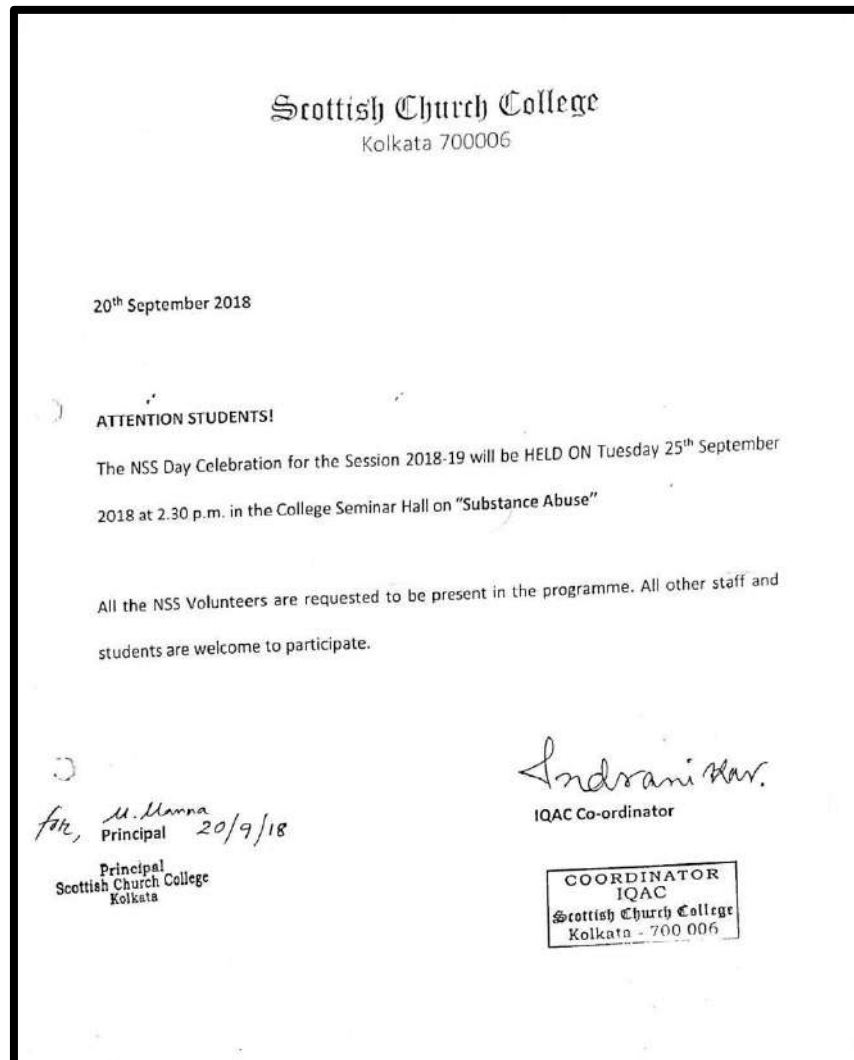 Scottish Church College
Kolkata 700006
20th September 2018
ATTENTION STUDENTS!
The NSS Day Celebration for the Session 2018-19 will be HELD ON Tuesday 25th September
2018 at 2.30 p.m. in the College Seminar Hall on "Substance Abuse"
All the NSS Volunteers are requested to be present in the programme. All other staff and
students are welcome to participate.
for, M. Manna
Principal 20/9/18
Principal
Scottish Church College
Kolkata
Indrani Kar.
IQAC Co-ordinator
COORDINATOR
IQAC
Scottish Church College
Kolkata - 700 006